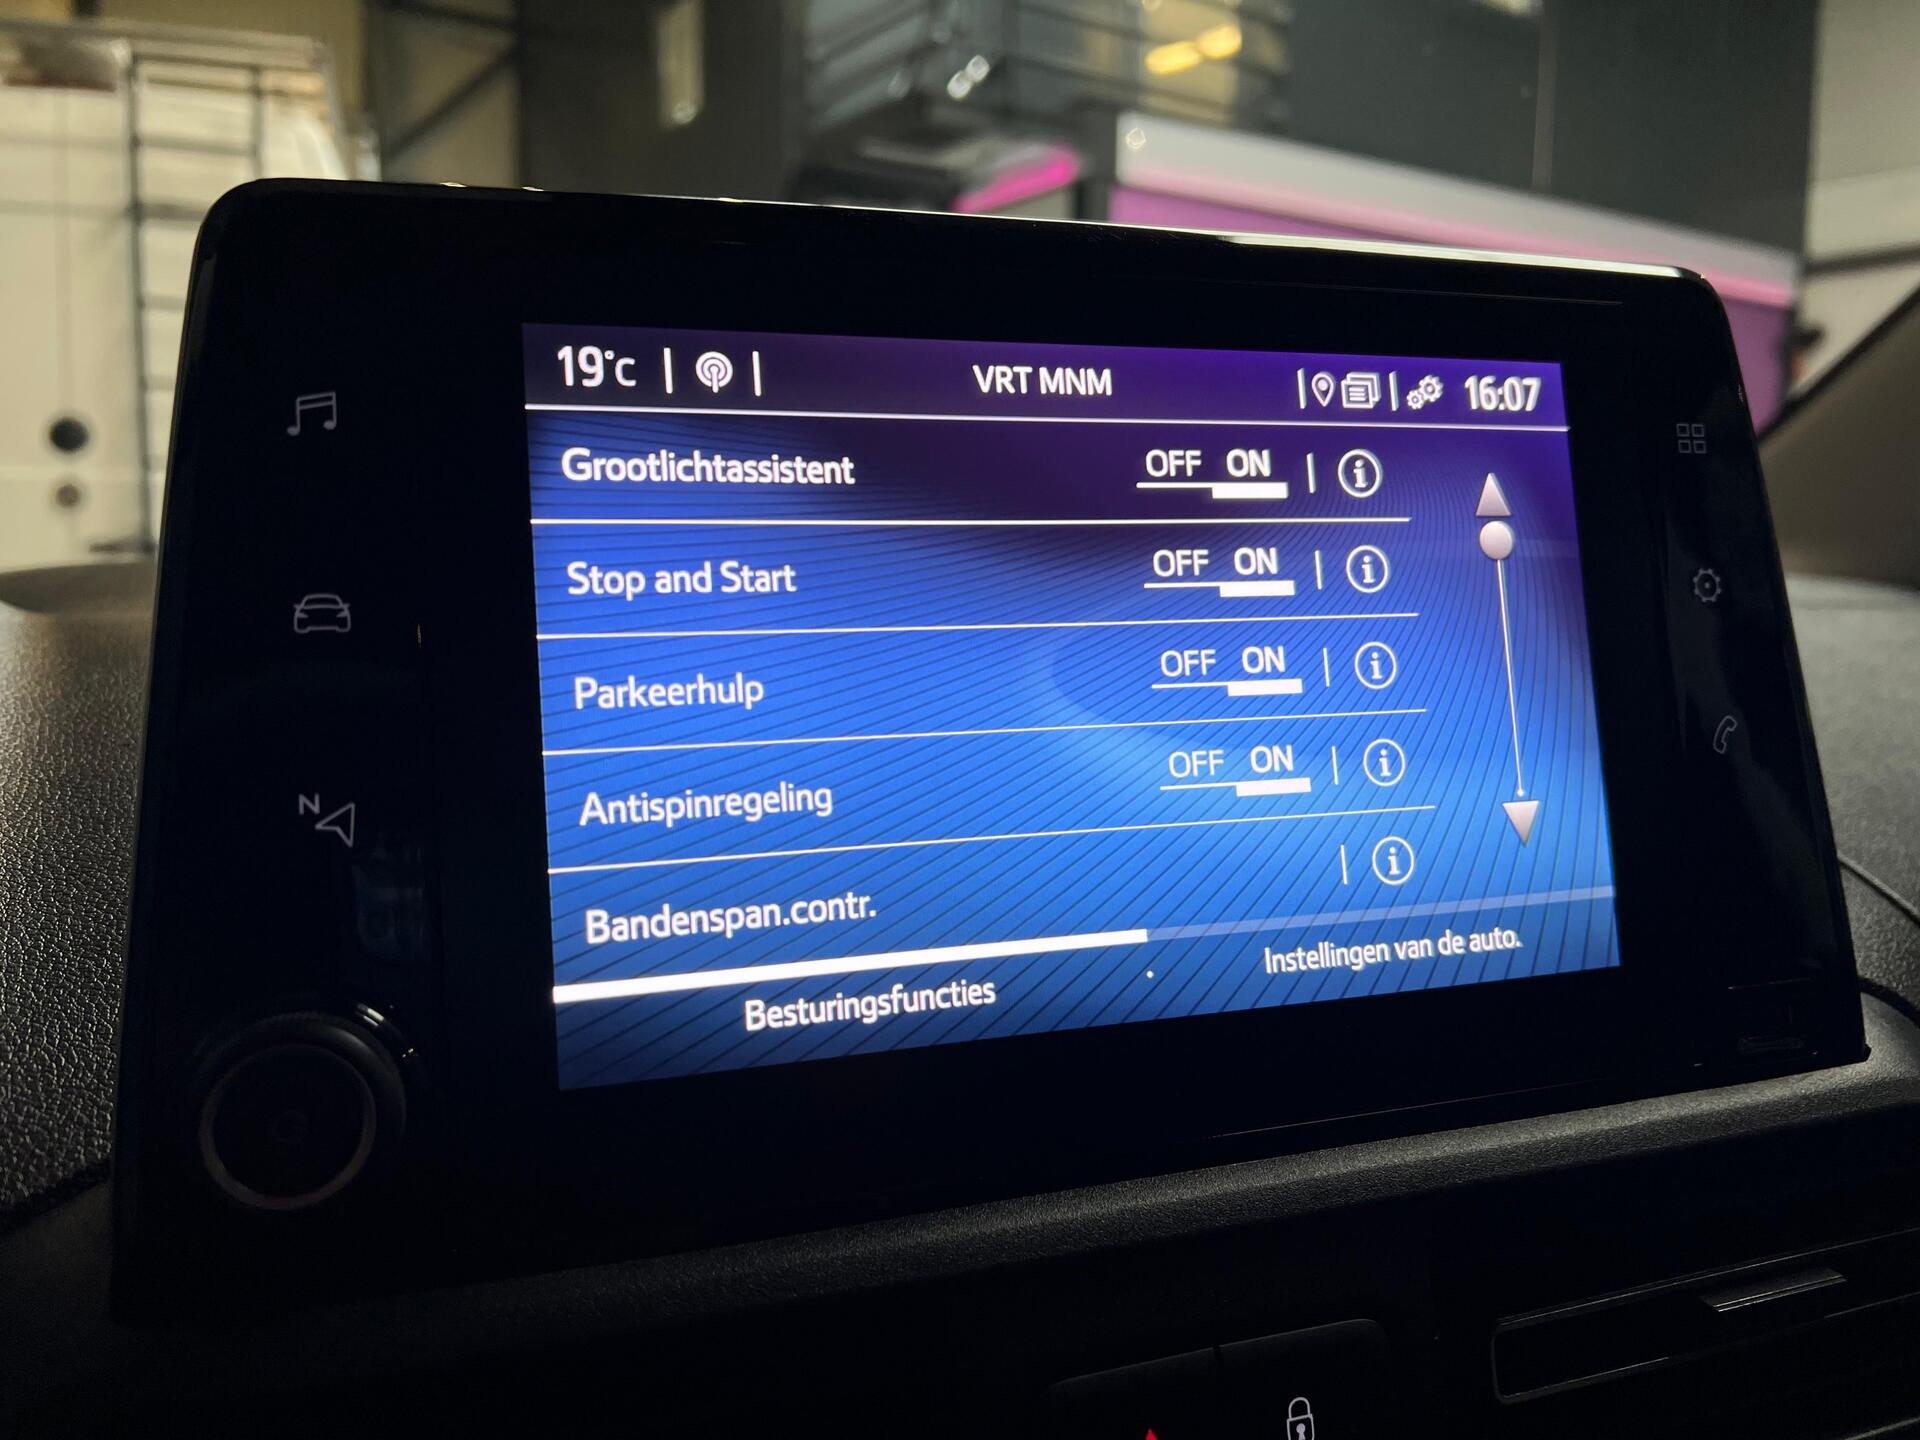 19°C VRT MNM 16:07
Grootlichtassistent OFF ON
Stop and Start OFF ON
Parkeerhulp OFF ON
Antispinregeling OFF ON
Bandenspan.contr.
Besturingsfuncties Instellingen van de auto.
N